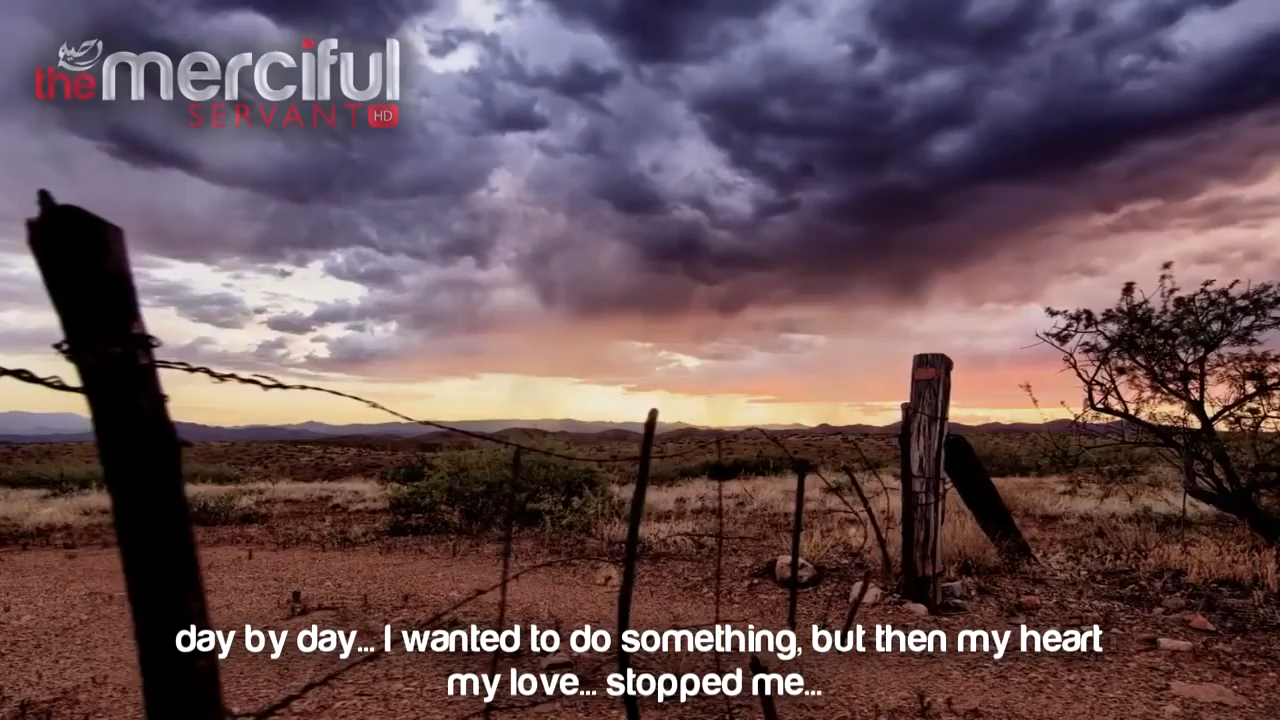 the merciful
SERVANT HD
day by day... I wanted to do something, but then my heart
my love... stopped me...